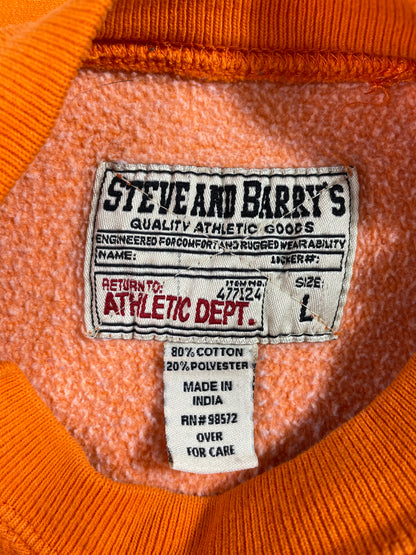 STEVE AND BARRY'S
QUALITY ATHLETIC GOODS
ENGINEERED FOR COMFORT AND RUGGED WEARABILITY
NAME: LOCKER#:
RETURN TO: ITEM NO. SIZE:
ATHLETIC DEPT. 477124 L
80% COTTON
20% POLYESTER
MADE IN
INDIA
RN# 98572
OVER
FOR CARE